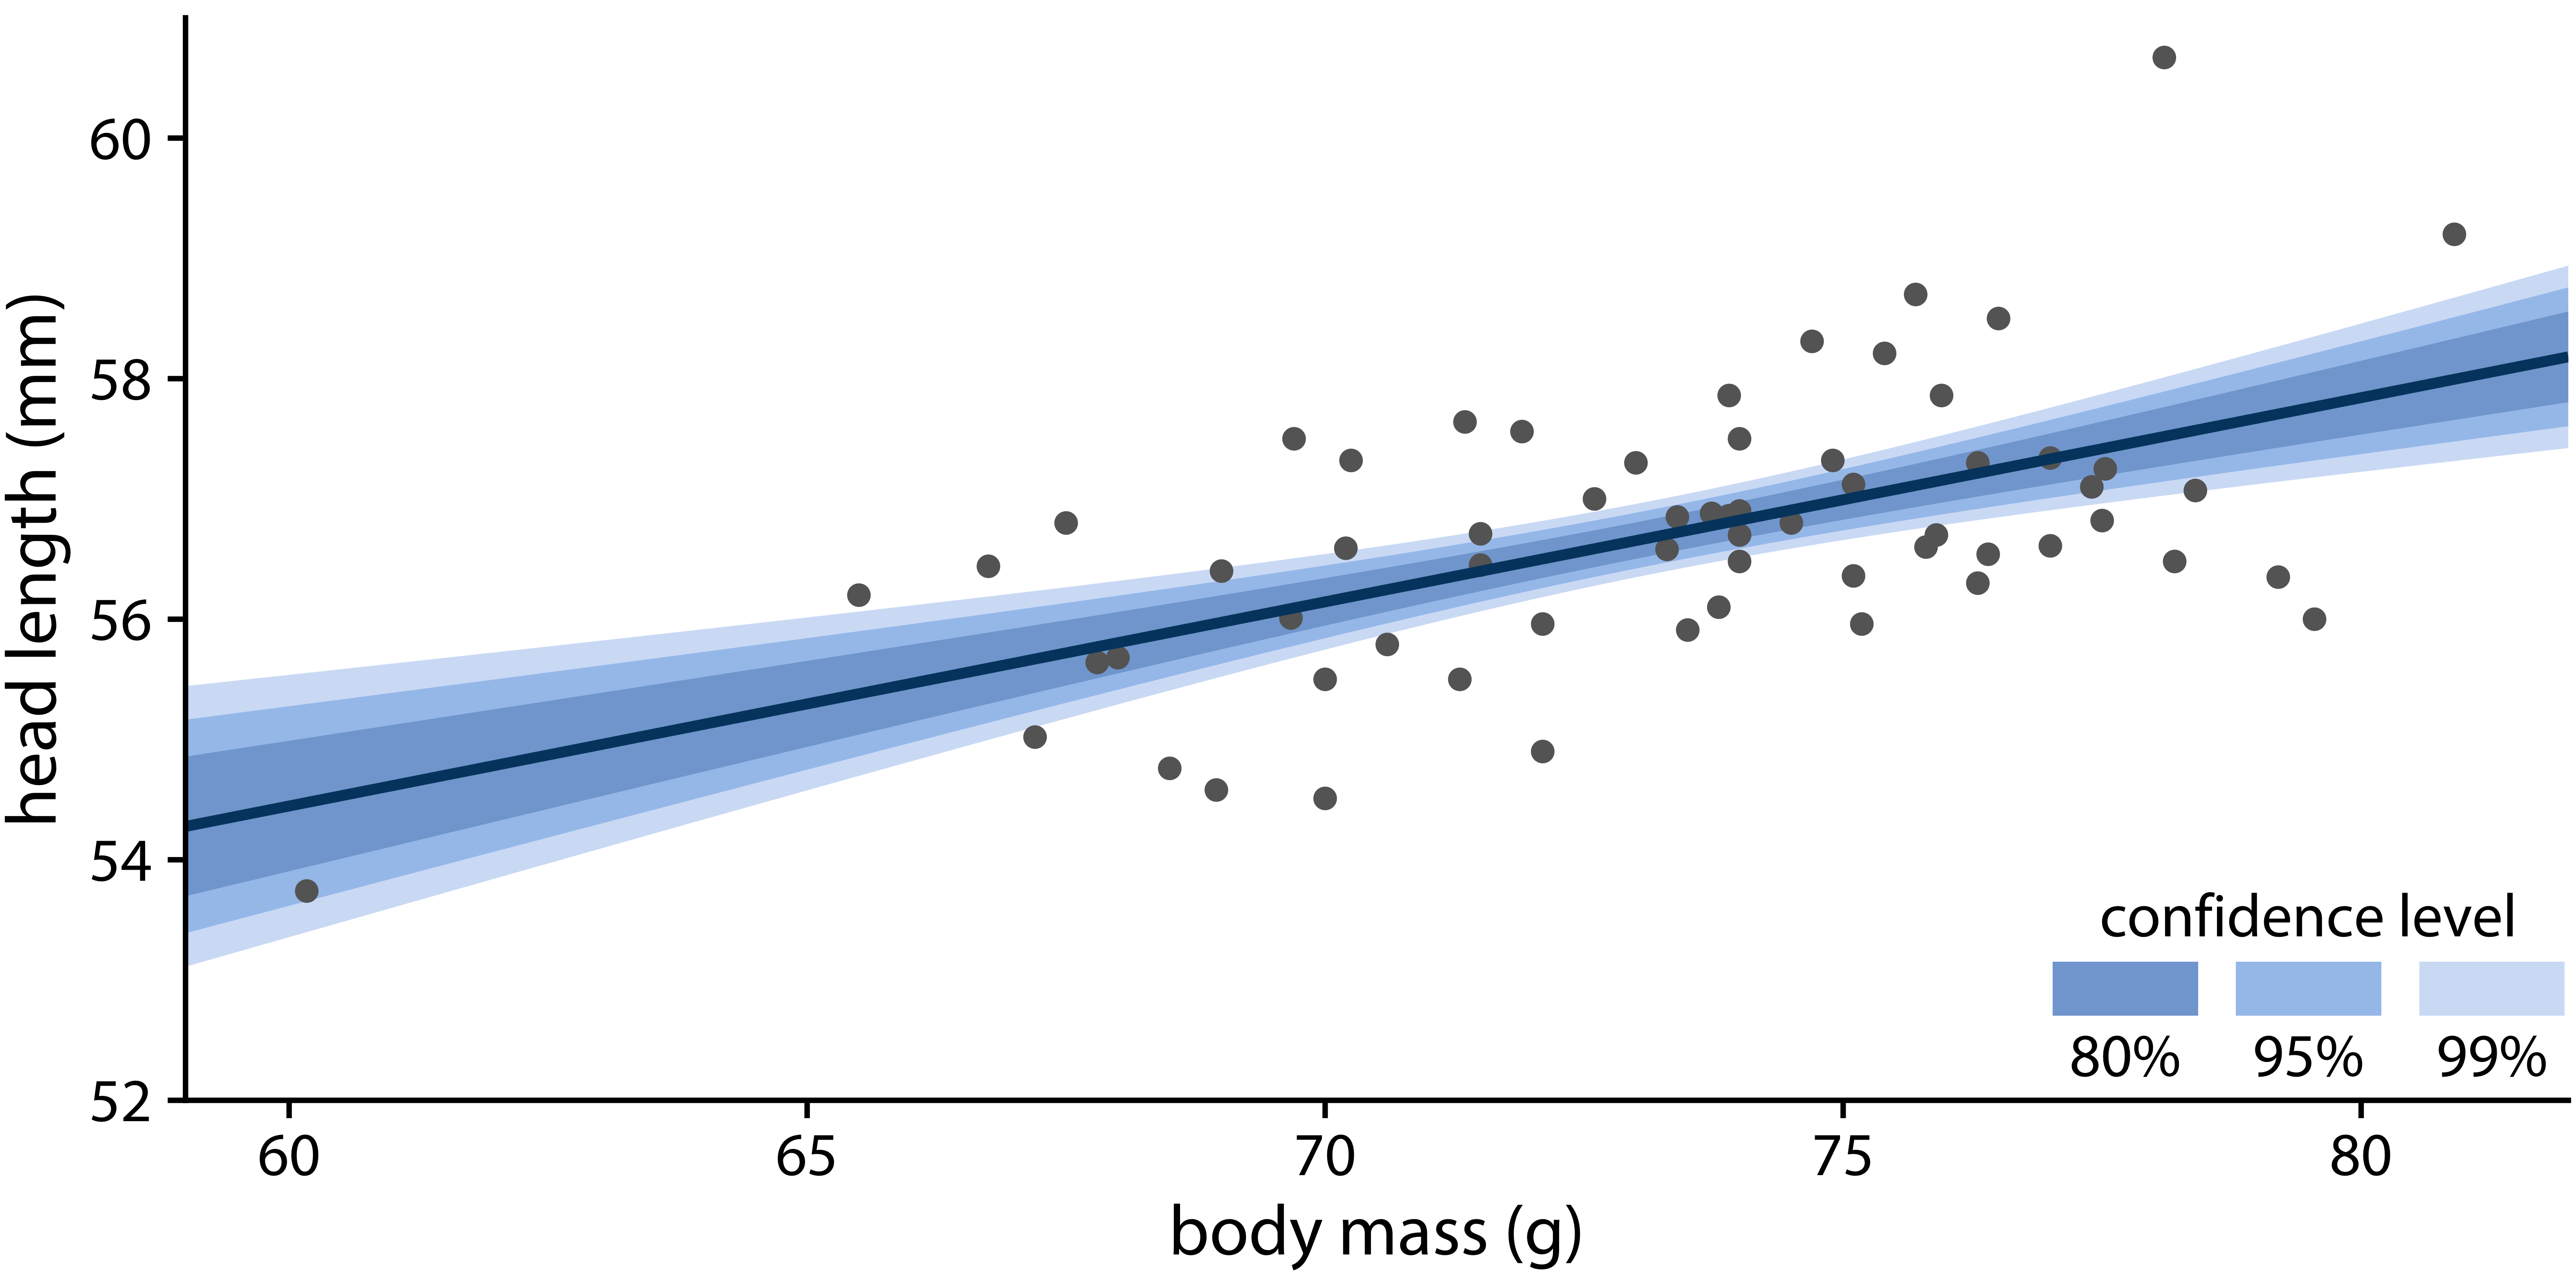 60
58
56
54
52
head length (mm)
60 65 70 75 80
body mass (g)
confidence level
80% 95% 99%